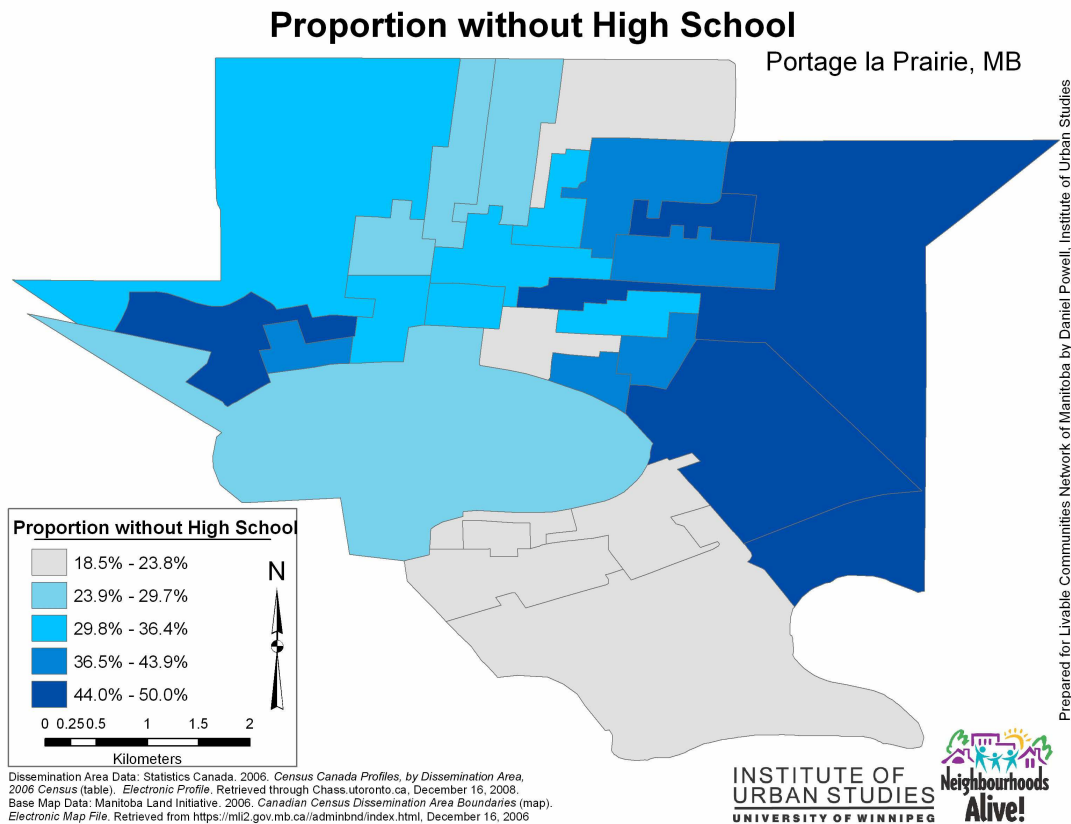 Proportion without High School
Portage la Prairie, MB
Prepared for Livable Communities Network of Manitoba by Daniel Powell, Institute of Urban Studies
Proportion without High School
18.5% - 23.8%
23.9% - 29.7%
29.8% - 36.4%
36.5% - 43.9%
44.0% - 50.0%
N
0 0.25 0.5 1 1.5 2
Kilometers
Dissemination Area Data: Statistics Canada. 2006. Census Canada Profiles, by Dissemination Area,
2006 Census (table). Electronic Profile. Retrieved through Chass.utoronto.ca, December 16, 2008.
Base Map Data: Manitoba Land Initiative. 2006. Canadian Census Dissemination Area Boundaries (map).
Electronic Map File. Retrieved from https://mli2.gov.mb.ca//adminbnd/index.html, December 16, 2006
INSTITUTE OF
URBAN STUDIES
UNIVERSITY OF WINNIPEG
Neighbourhoods
Alive!